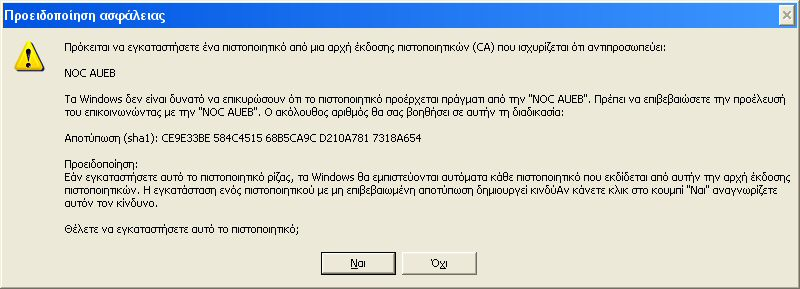 Προειδοποίηση ασφάλειας
Πρόκειται να εγκαταστήσετε ένα πιστοποιητικό από μια αρχή έκδοσης πιστοποιητικών (CA) που ισχυρίζεται ότι αντιπροσωπεύει:
NOC AUEB
Τα Windows δεν είναι δυνατό να επικυρώσουν ότι το πιστοποιητικό προέρχεται πράγματι από την "NOC AUEB". Πρέπει να επιβεβαιώσετε την προέλευσή
του επικοινωνώντας με την "NOC AUEB". Ο ακόλουθος αριθμός θα σας βοηθήσει σε αυτήν τη διαδικασία:
Αποτύπωση (sha1): CE9E33BE 584C4515 68B5CA9C D210A781 7318A654
Προειδοποίηση:
Εάν εγκαταστήσετε αυτό το πιστοποιητικό ρίζας, τα Windows θα εμπιστεύονται αυτόματα κάθε πιστοποιητικό που εκδίδεται από αυτήν την αρχή έκδοσης
πιστοποιητικών. Η εγκατάσταση ενός πιστοποιητικού με μη επιβεβαιωμένη αποτύπωση δημιουργεί κινδύΑν κάνετε κλικ στο κουμπί "Ναι" αναγνωρίζετε
αυτόν τον κίνδυνο.
Θέλετε να εγκαταστήσετε αυτό το πιστοποιητικό;
Ναι
Όχι